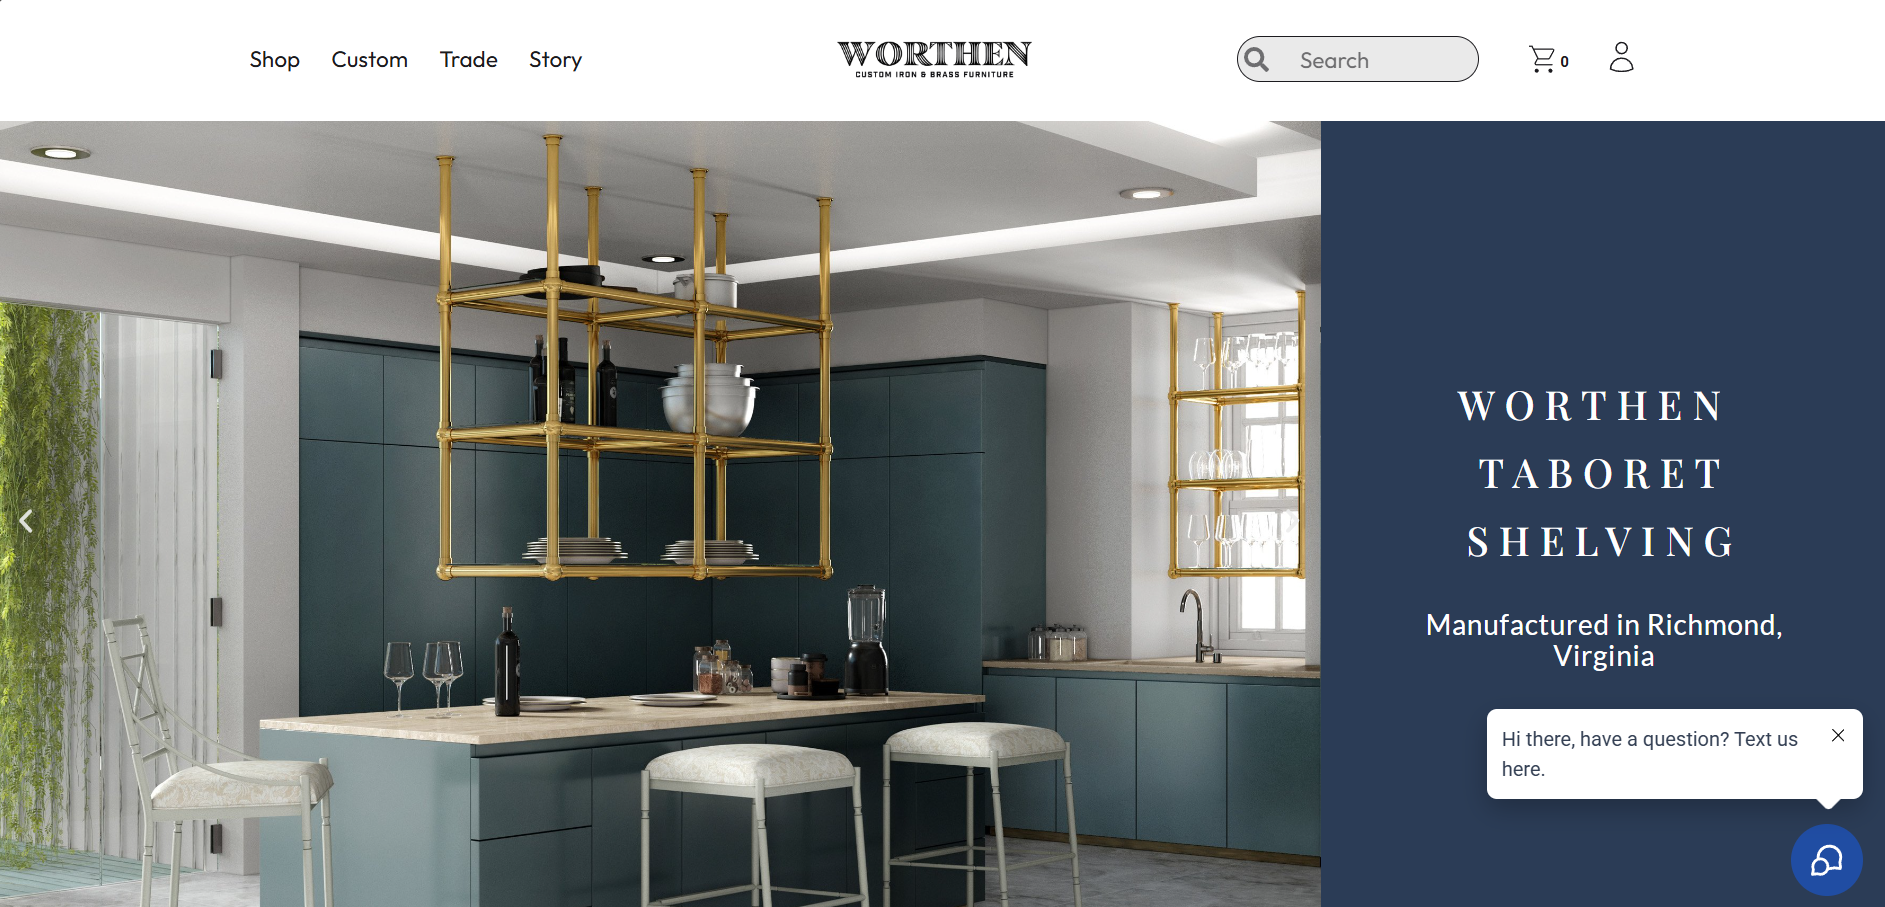 Shop Custom Trade Story
WORTHEN
CUSTOM IRON & BRASS FURNITURE
Search
0
WORTHEN
TABORET
SHELVING
Manufactured in Richmond,
Virginia
Hi there, have a question? Text us
here.